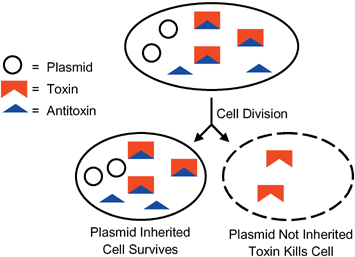 = Plasmid
= Toxin
= Antitoxin
Cell Division
Plasmid Inherited
Cell Survives
Plasmid Not Inherited
Toxin Kills Cell